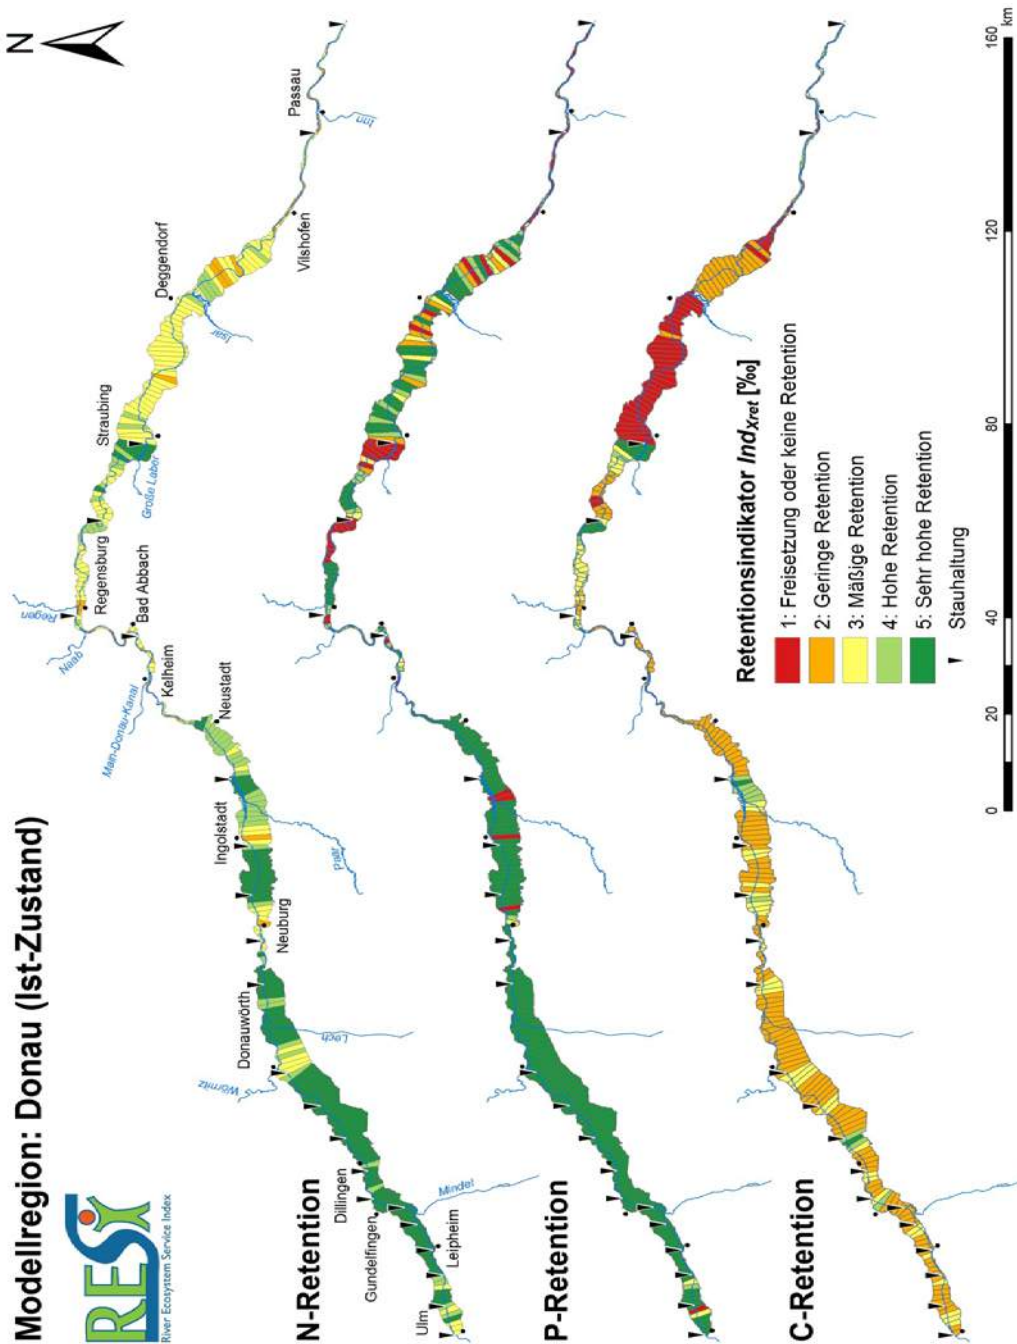 Modellregion: Donau (Ist-Zustand)
RESI
River Ecosystem Service Index
N
N-Retention
Ulm
Leipheim
Gundelfingen
Dillingen
Mindel
Donauwörth
Wörnitz
Lech
Neuburg
Ingolstadt
Paar
Neustadt
Main-Donau-Kanal
Kelheim
Bad Abbach
Naab
Regen
Regensburg
Große Laber
Straubing
Deggendorf
Isar
Vilshofen
Passau
Inn
P-Retention
C-Retention
Retentionsindikator IndXret [‰]
1: Freisetzung oder keine Retention
2: Geringe Retention
3: Mäßige Retention
4: Hohe Retention
5: Sehr hohe Retention
Stauhaltung
0 20 40 80 120 160
km